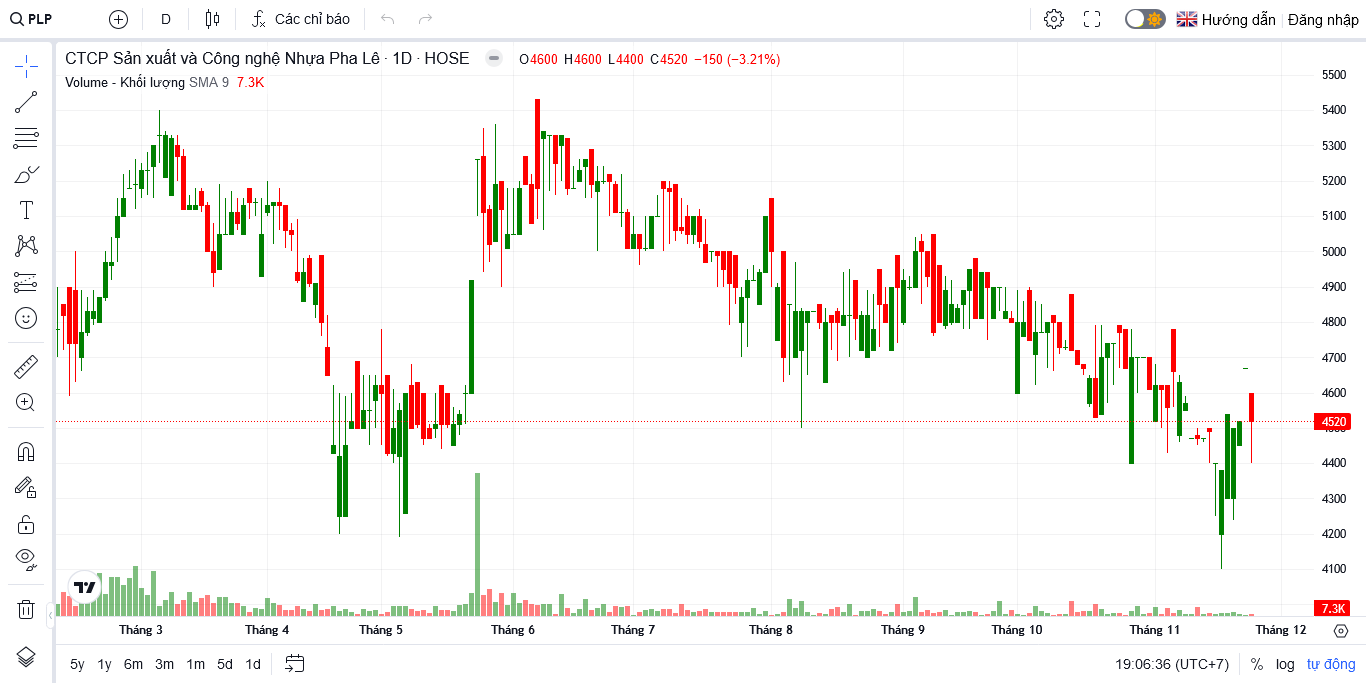 PLP D Các chỉ báo Hướng dẫn Đăng nhập
CTCP Sản xuất và Công nghệ Nhựa Pha Lê · 1D · HOSE O4600 H4600 L4400 C4520 −150 (−3.21%)
Volume - Khối lượng SMA 9 7.3K
5500
5400
5300
5200
5100
5000
4900
4800
4700
4600
4520
4400
4300
4200
4100
7.3K
Tháng 3 Tháng 4 Tháng 5 Tháng 6 Tháng 7 Tháng 8 Tháng 9 Tháng 10 Tháng 11 Tháng 12
5y 1y 6m 3m 1m 5d 1d 19:06:36 (UTC+7) % log tự động